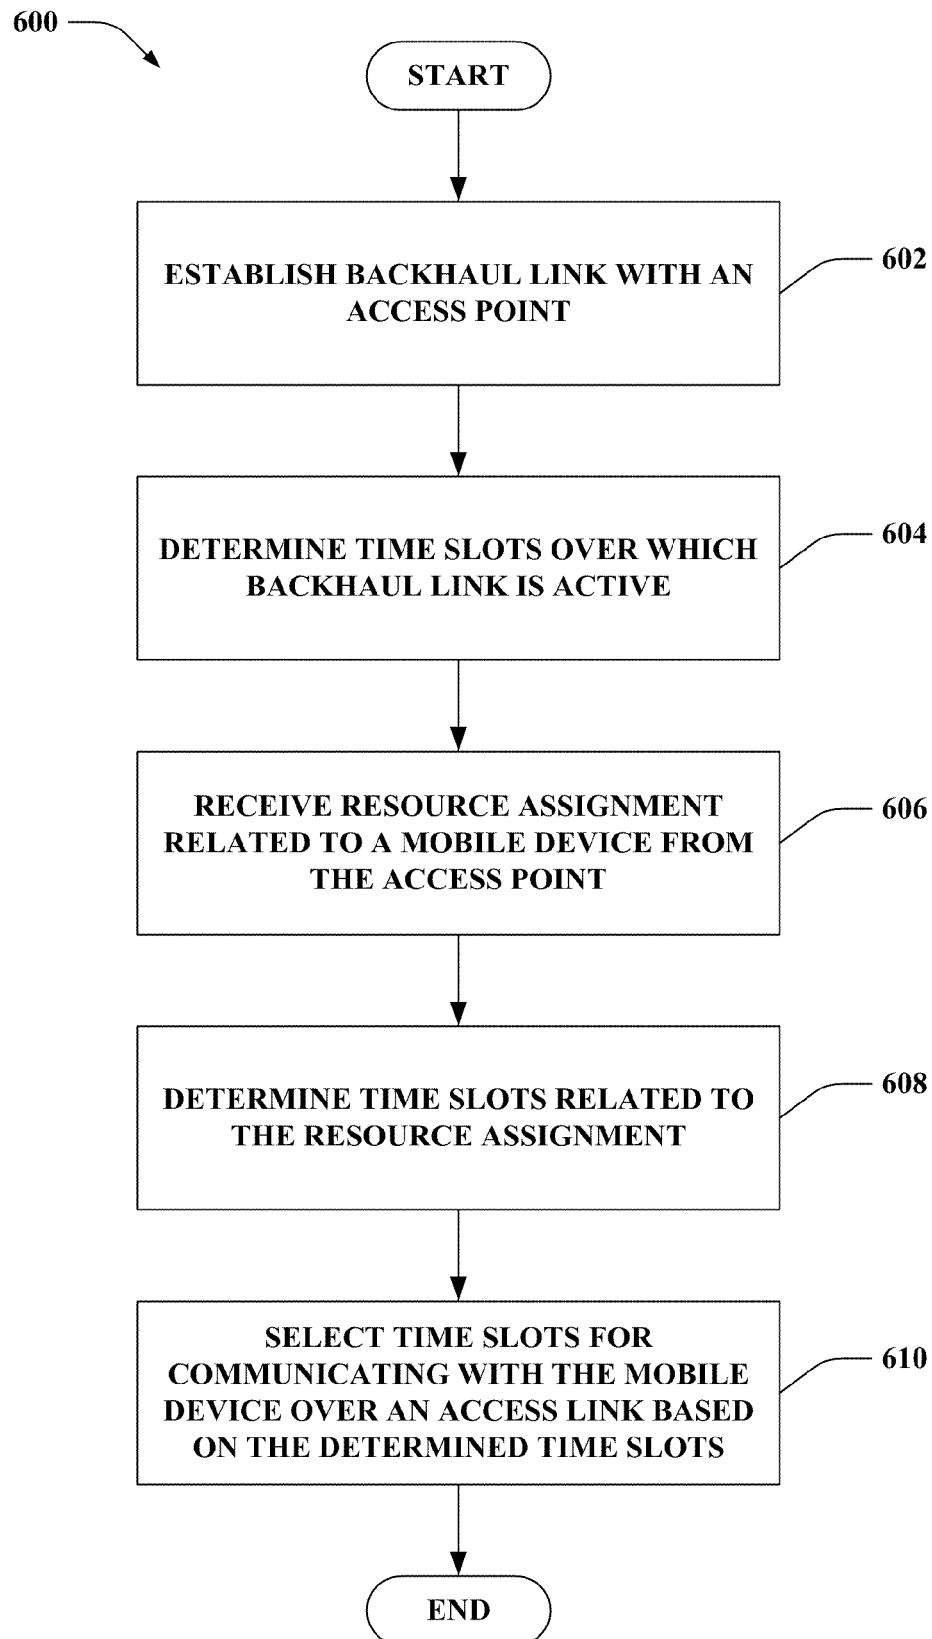 600
START
ESTABLISH BACKHAUL LINK WITH AN
ACCESS POINT
602
DETERMINE TIME SLOTS OVER WHICH
BACKHAUL LINK IS ACTIVE
604
RECEIVE RESOURCE ASSIGNMENT
RELATED TO A MOBILE DEVICE FROM
THE ACCESS POINT
606
DETERMINE TIME SLOTS RELATED TO
THE RESOURCE ASSIGNMENT
608
SELECT TIME SLOTS FOR
COMMUNICATING WITH THE MOBILE
DEVICE OVER AN ACCESS LINK BASED
ON THE DETERMINED TIME SLOTS
610
END